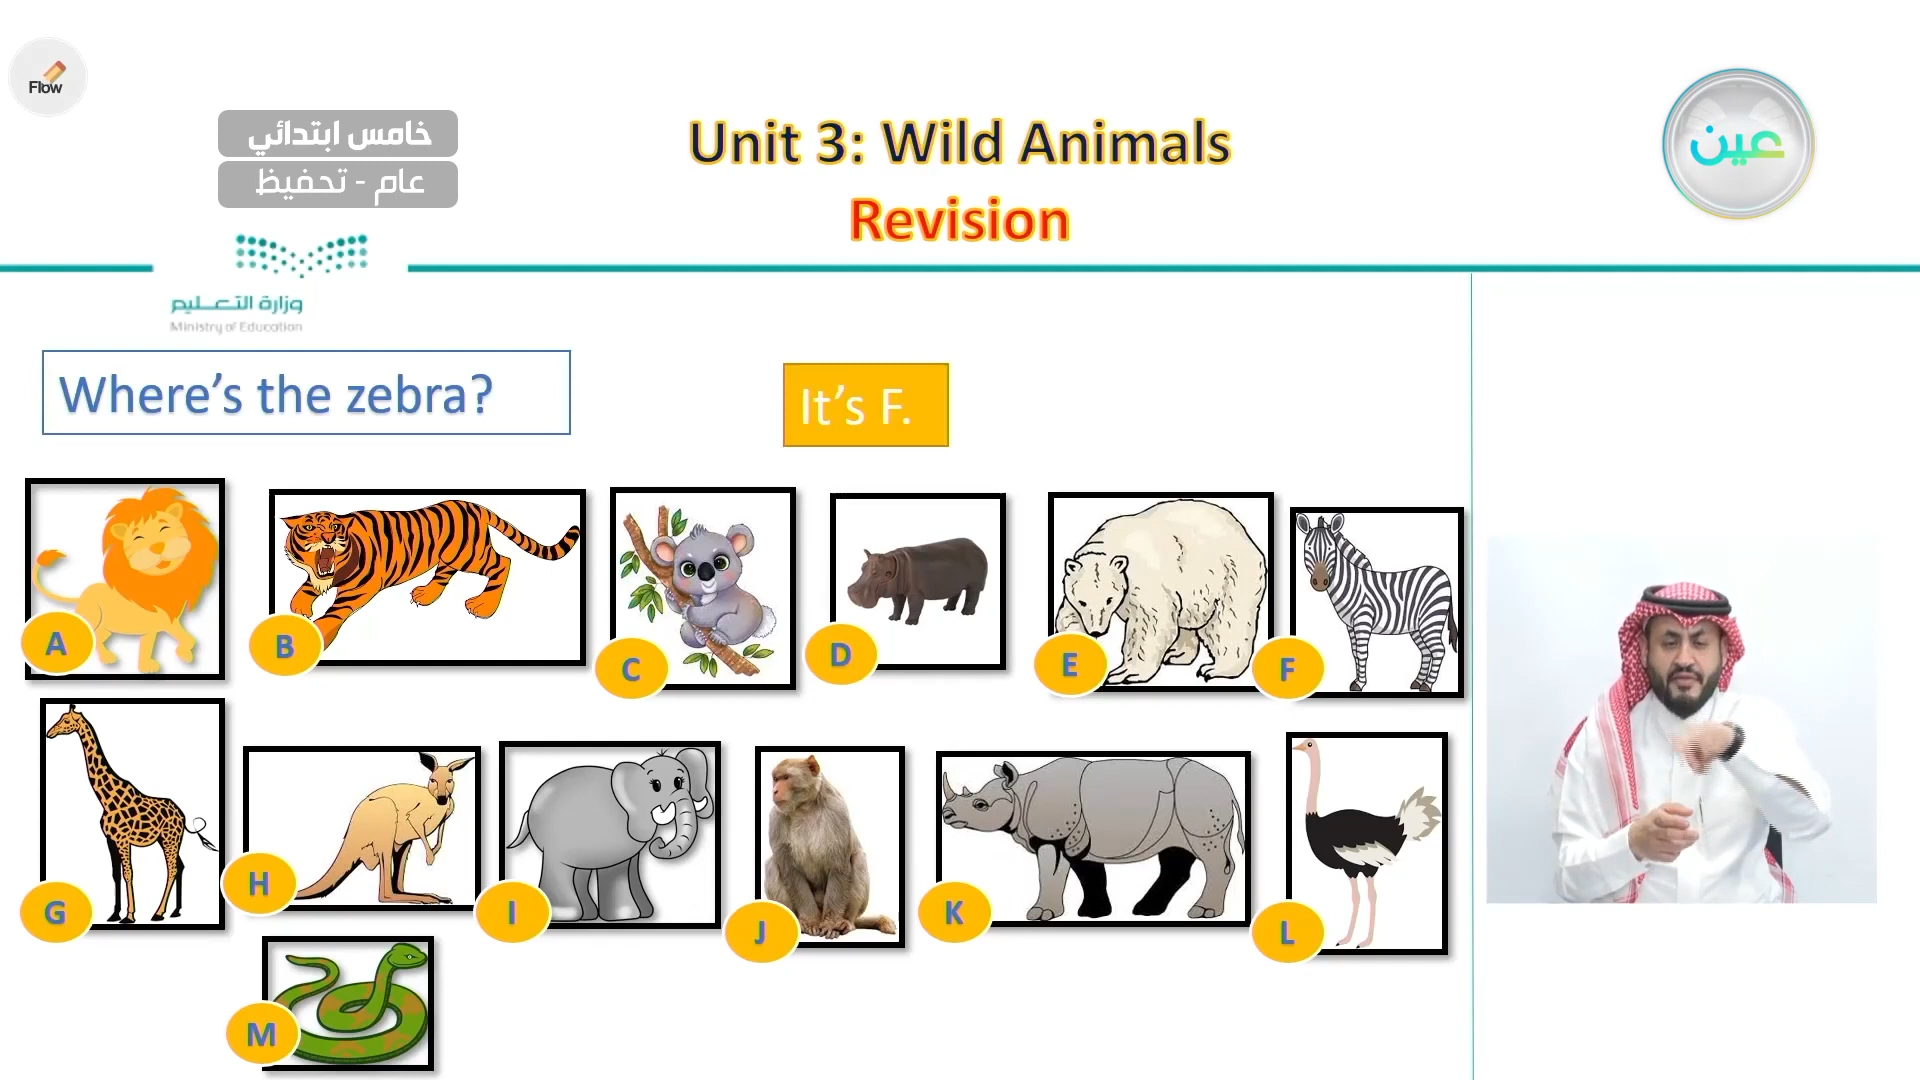 Flow
خامس ابتدائي
عام - تحفيظ
Unit 3: Wild Animals
Revision
عين
وزارة التعليم
Ministry of Education
Where's the zebra?
It's F.
A
B
C
D
E
F
G
H
I
J
K
L
M